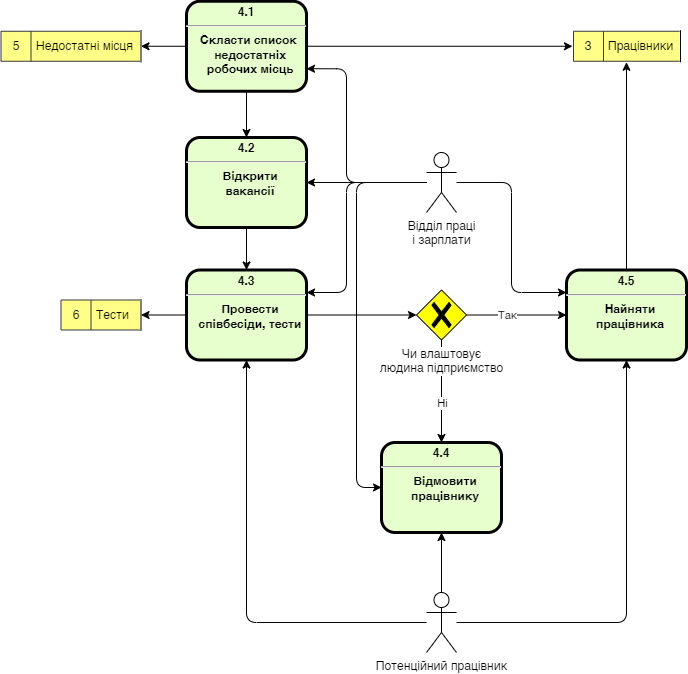 4.1
Скласти список
недостатніх
робочих місць
5
Недостатні місця
3
Працівники
4.2
Відкрити
вакансії
Відділ праці
і зарплати
4.3
Провести
співбесіди, тести
6
Тести
Так
4.5
Найняти
працівника
Чи влаштовує
людина підприємство
Ні
4.4
Відмовити
працівнику
Потенційний працівник